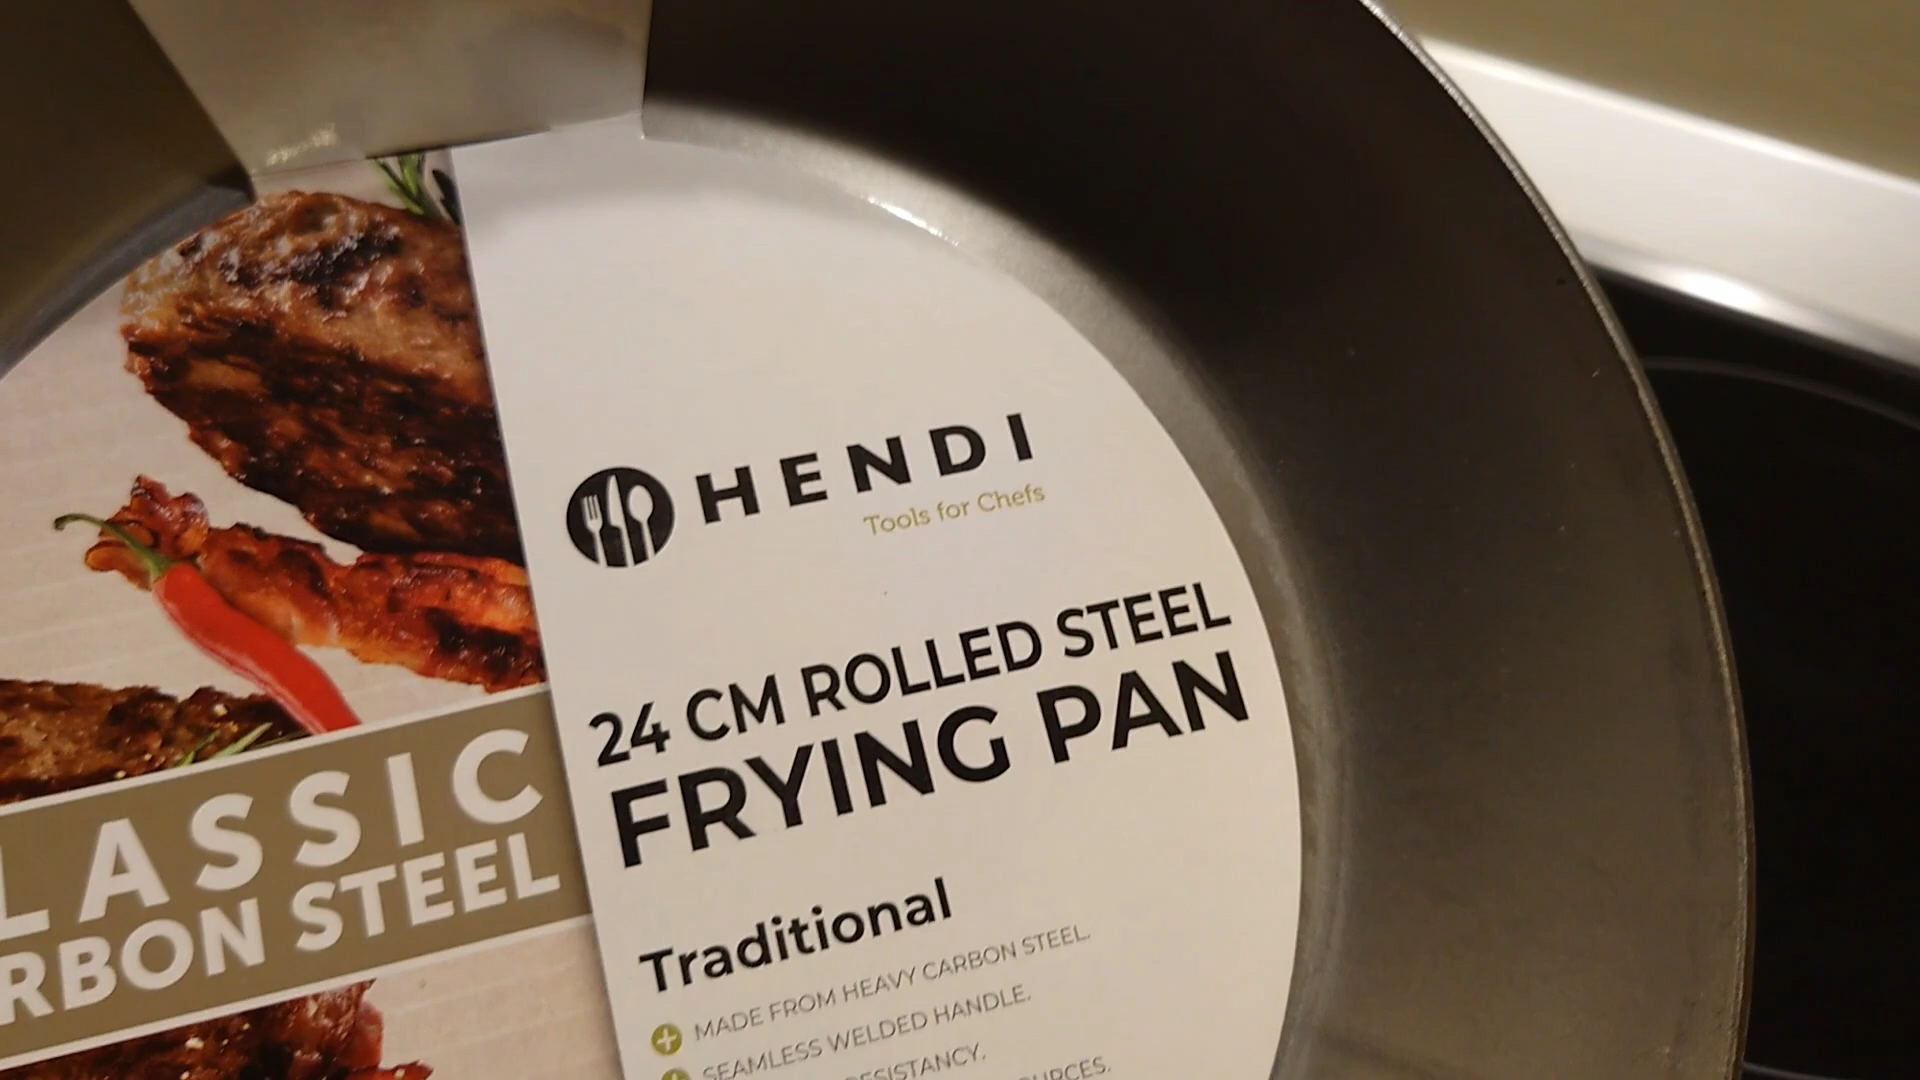 HENDI
Tools for Chefs
24 CM ROLLED STEEL
FRYING PAN
Traditional
MADE FROM HEAVY CARBON STEEL.
SEAMLESS WELDED HANDLE.
LASSIC
RBON STEEL